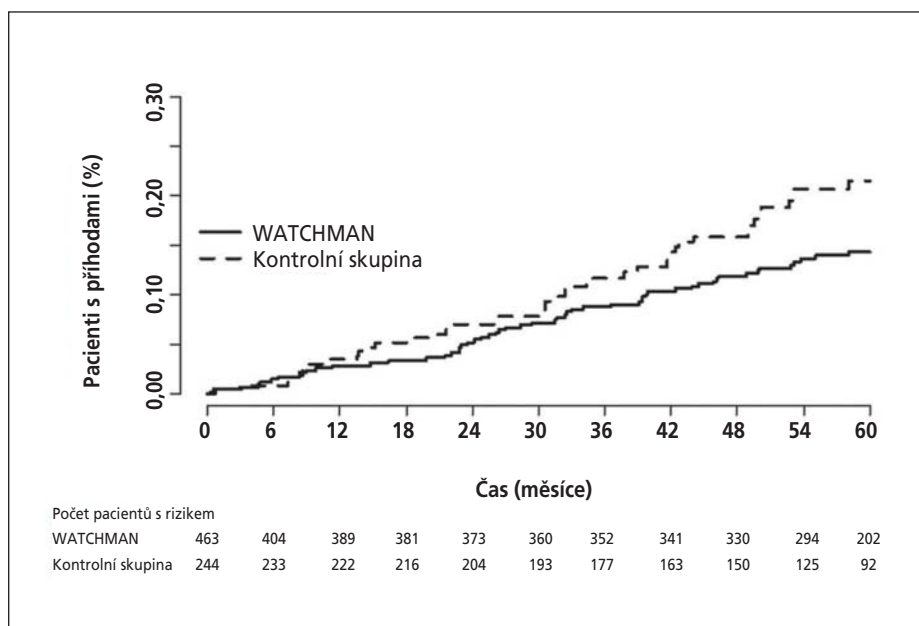 0,30
0,20
0,10
0,00
Pacienti s příhodami (%)
WATCHMAN
Kontrolní skupina
0 6 12 18 24 30 36 42 48 54 60
Čas (měsíce)
Počet pacientů s rizikem
WATCHMAN 463 404 389 381 373 360 352 341 330 294 202
Kontrolní skupina 244 233 222 216 204 193 177 163 150 125 92